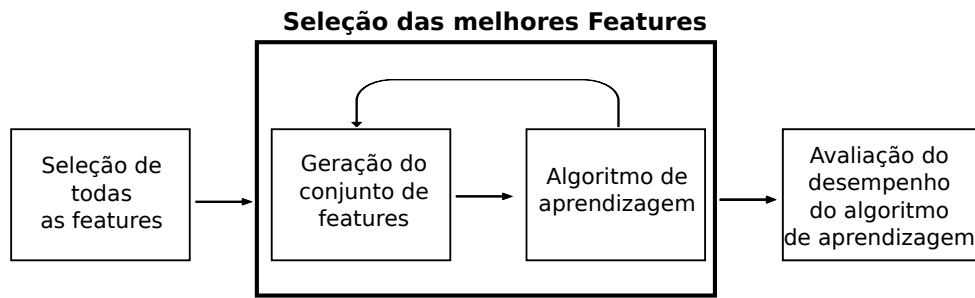 Seleção das melhores Features
Seleção de
todas
as features
Geração do
conjunto de
features
Algoritmo de
aprendizagem
Avaliação do
desempenho
do algoritmo
de aprendizagem